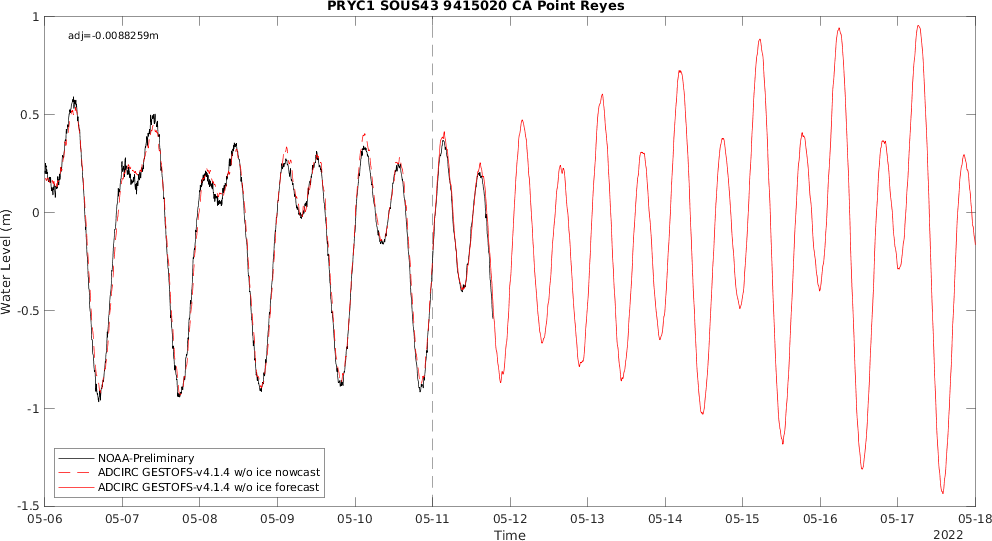 PRYC1 SOUS43 9415020 CA Point Reyes
adj=-0.0088259m
Water Level (m)
1
0.5
0
-0.5
-1
-1.5
NOAA-Preliminary
ADCIRC GESTOFS-v4.1.4 w/o ice nowcast
ADCIRC GESTOFS-v4.1.4 w/o ice forecast
05-06 05-07 05-08 05-09 05-10 05-11 05-12 05-13 05-14 05-15 05-16 05-17 05-18
Time
2022